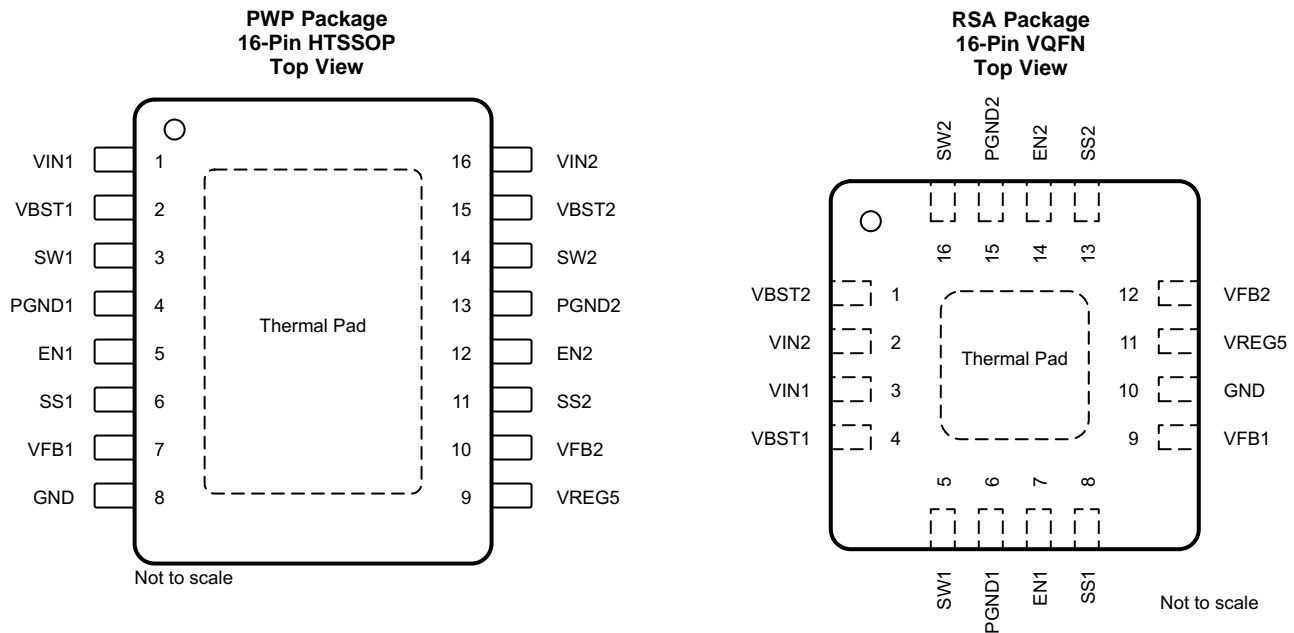 PWP Package
16-Pin HTSSOP
Top View
VIN1 1 16 VIN2
VBST1 2 15 VBST2
SW1 3 14 SW2
PGND1 4 13 PGND2
Thermal Pad
EN1 5 12 EN2
SS1 6 11 SS2
VFB1 7 10 VFB2
GND 8 9 VREG5
Not to scale
RSA Package
16-Pin VQFN
Top View
SW2 PGND2 EN2 SS2
16 15 14 13
VBST2 1 12 VFB2
VIN2 2 11 VREG5
Thermal Pad
VIN1 3 10 GND
VBST1 4 9 VFB1
5 6 7 8
SW1 PGND1 EN1 SS1
Not to scale